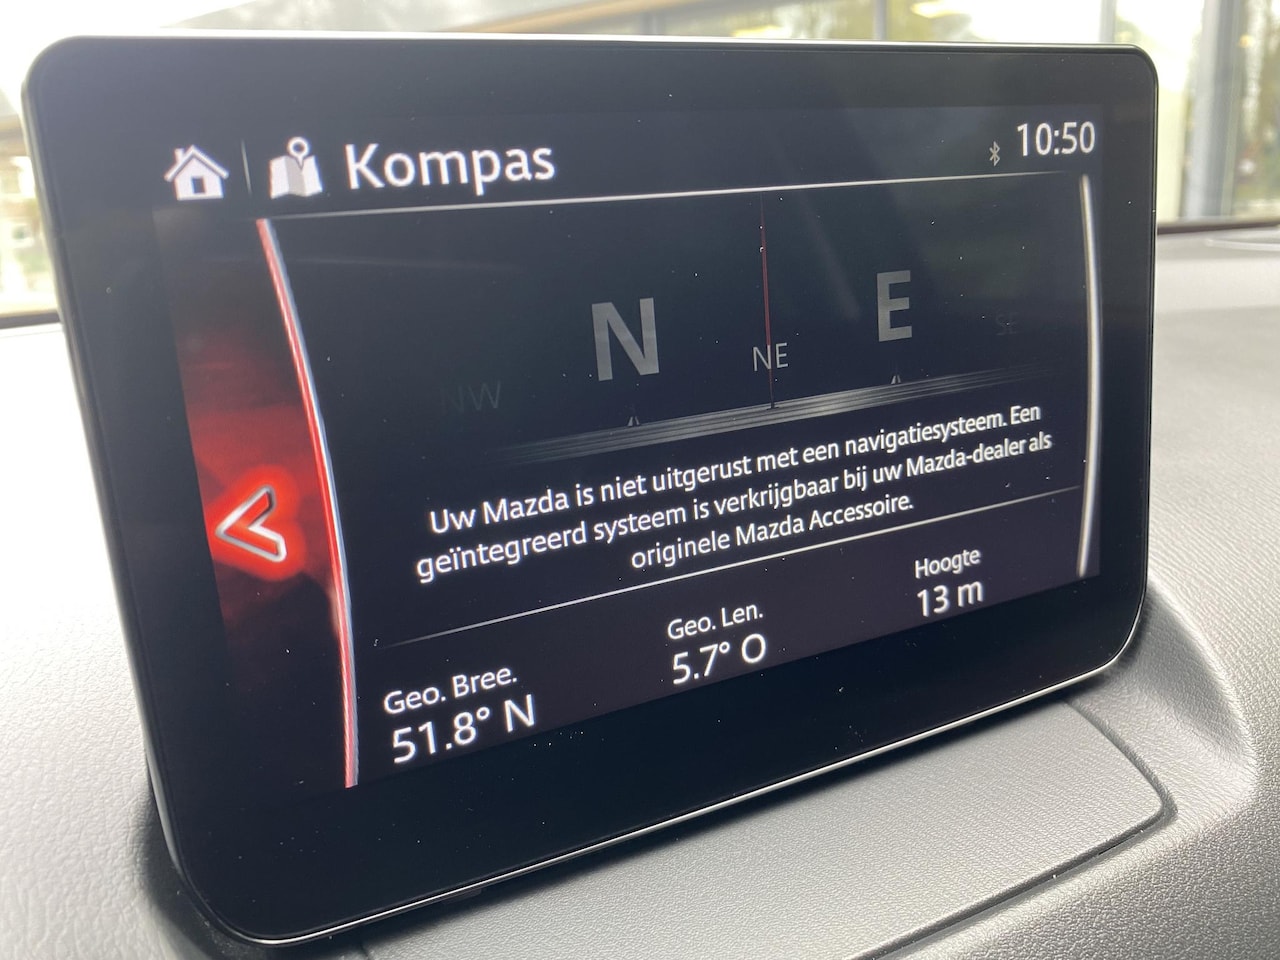 Kompas
10:50
NW N NE E SE
Uw Mazda is niet uitgerust met een navigatiesysteem. Een
geïntegreerd systeem is verkrijgbaar bij uw Mazda-dealer als
originele Mazda Accessoire.
Geo. Bree.
51.8° N
Geo. Len.
5.7° O
Hoogte
13 m